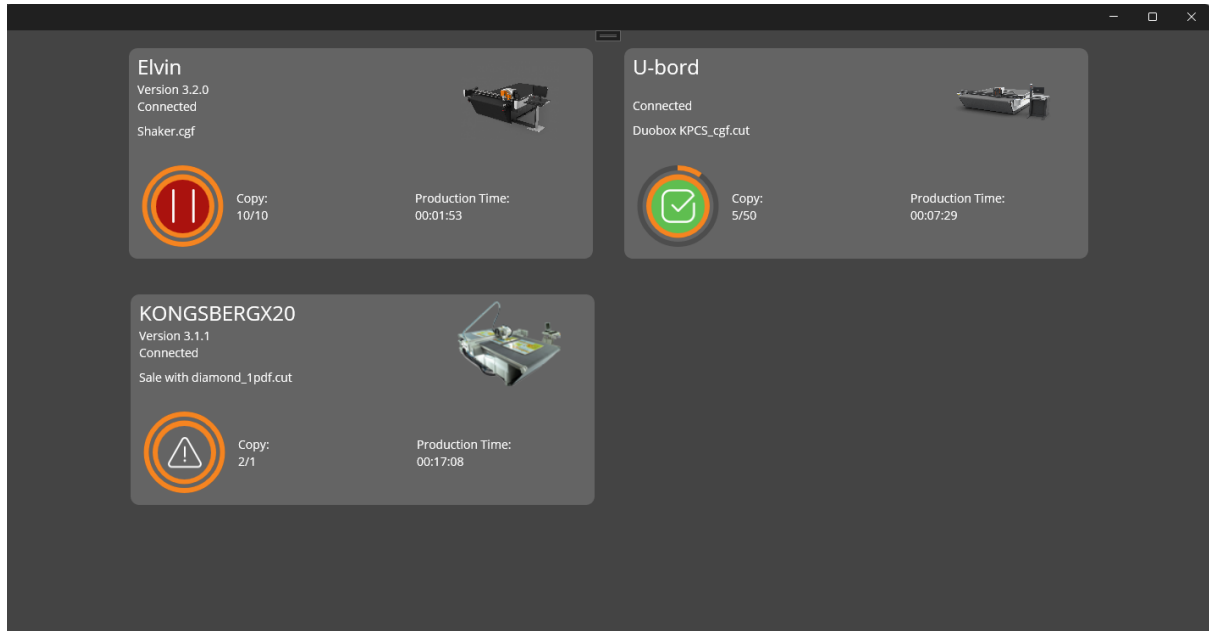 Elvin
Version 3.2.0
Connected
Shaker.cgf
Copy:
10/10
Production Time:
00:01:53
U-bord
Connected
Duobox KPCS_cgf.cut
Copy:
5/50
Production Time:
00:07:29
KONGSBERGX20
Version 3.1.1
Connected
Sale with diamond_1pdf.cut
Copy:
2/1
Production Time:
00:17:08